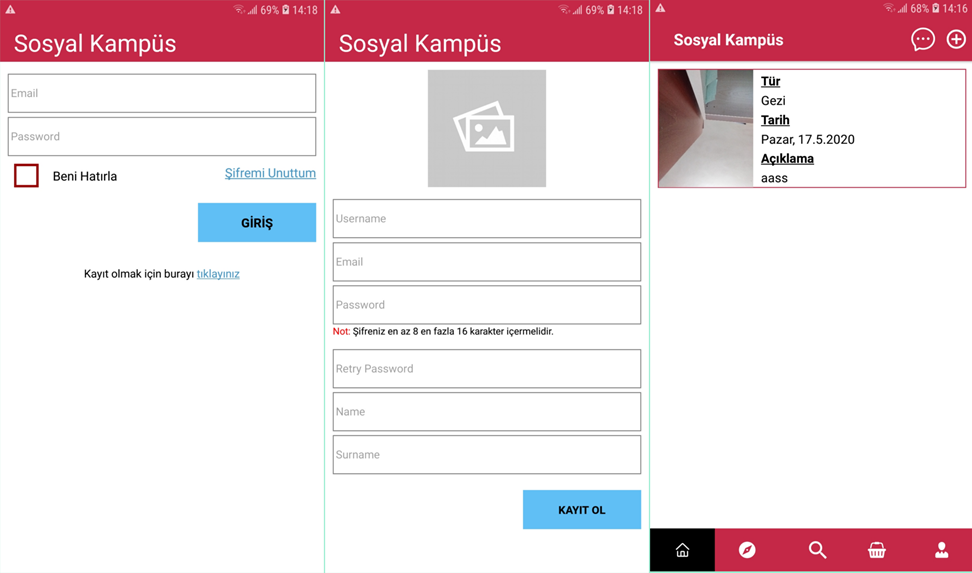 69% 14:18
Sosyal Kampüs
Email
Password
Beni Hatırla
Şifremi Unuttum
GİRİŞ
Kayıt olmak için burayı tıklayınız
69% 14:18
Sosyal Kampüs
Username
Email
Password
Not: Şifreniz en az 8 en fazla 16 karakter içermelidir.
Retry Password
Name
Surname
KAYIT OL
68% 14:16
Sosyal Kampüs
Tür
Gezi
Tarih
Pazar, 17.5.2020
Açıklama
aass